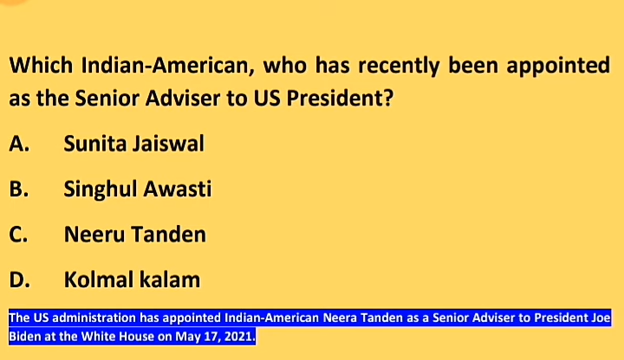 Which Indian-American, who has recently been appointed
as the Senior Adviser to US President?
A. Sunita Jaiswal
B. Singhul Awasti
C. Neeru Tanden
D. Kolmal kalam
The US administration has appointed Indian-American Neera Tanden as a Senior Adviser to President Joe
Biden at the White House on May 17, 2021.